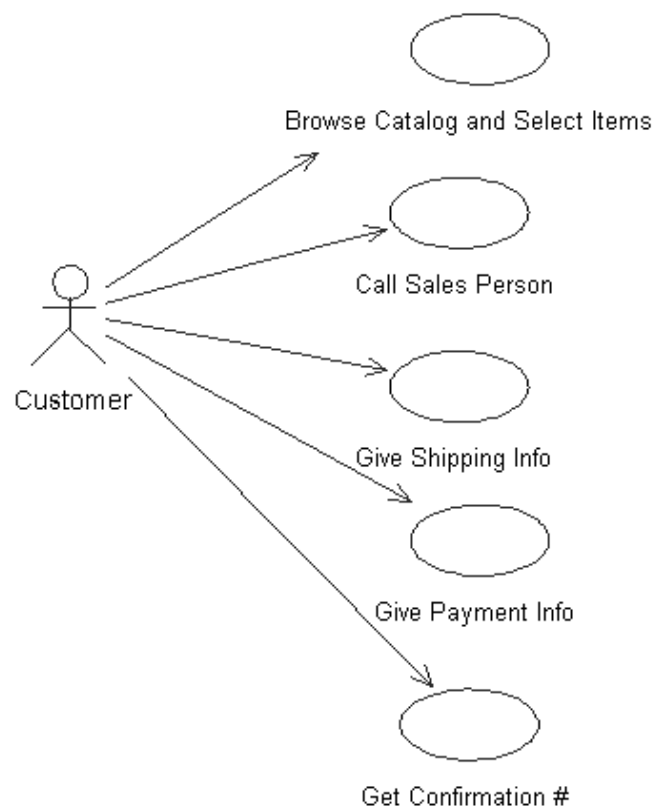 Browse Catalog and Select Items
Call Sales Person
Customer
Give Shipping Info
Give Payment Info
Get Confirmation #